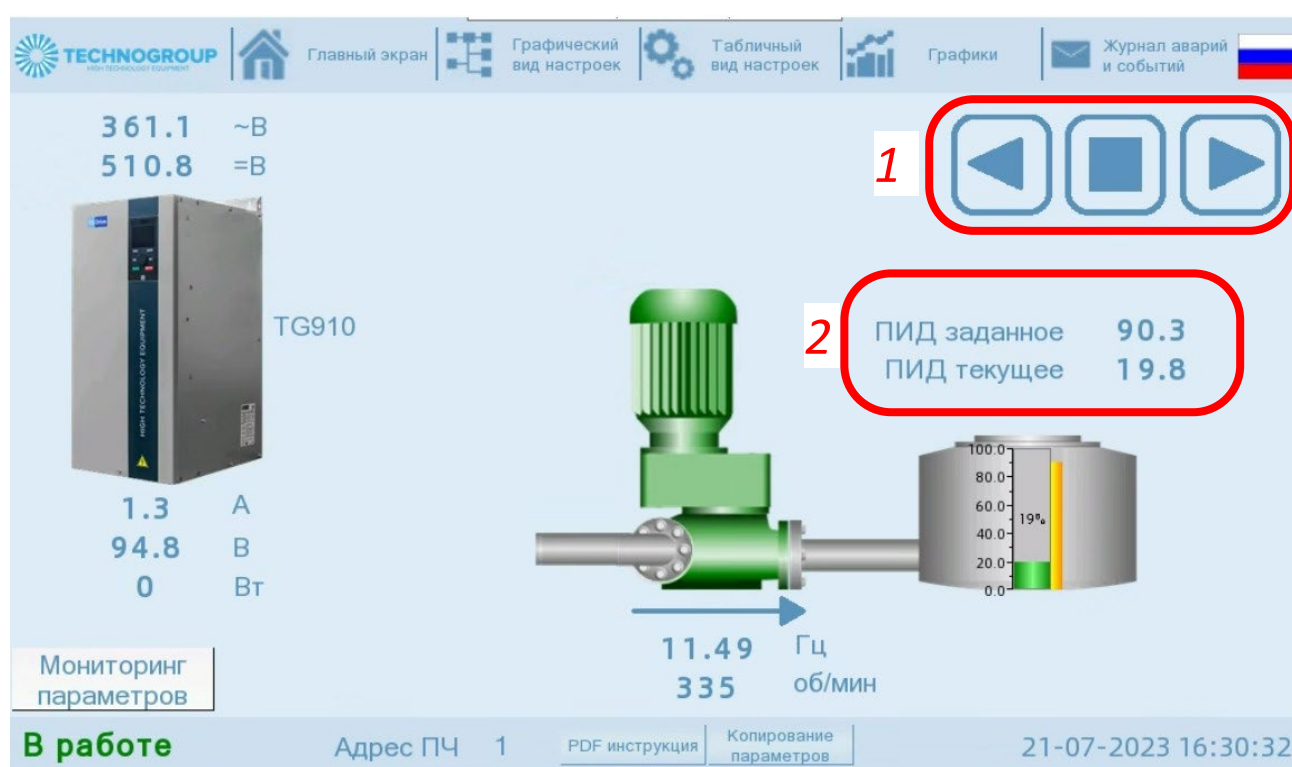 TECHNOGROUP
HIGH TECHNOLOGY EQUIPMENT
Главный экран
Графический
вид настроек
Табличный
вид настроек
Графики
Журнал аварий
и событий
361.1 ~В
510.8 =В
1
HIGH TECHNOLOGY EQUIPMENT
TG910
2
ПИД заданное 90.3
ПИД текущее 19.8
100.0
80.0
60.0
19%
40.0
20.0
0.0
1.3 А
94.8 В
0 Вт
11.49 Гц
335 об/мин
Мониторинг
параметров
В работе
Адрес ПЧ 1
PDF инструкция
Копирование
параметров
21-07-2023 16:30:32